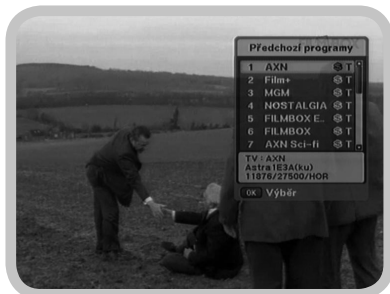 Předchozí programy
1 AXN T
2 Film+ T
3 MGM T
4 NOSTALGIA T
5 FILMBOX E.. T
6 FILMBOX T
7 AXN Sci-fi T
TV : AXN
Astra1E3A(ku)
11876/27500/HOR
OK Výběr